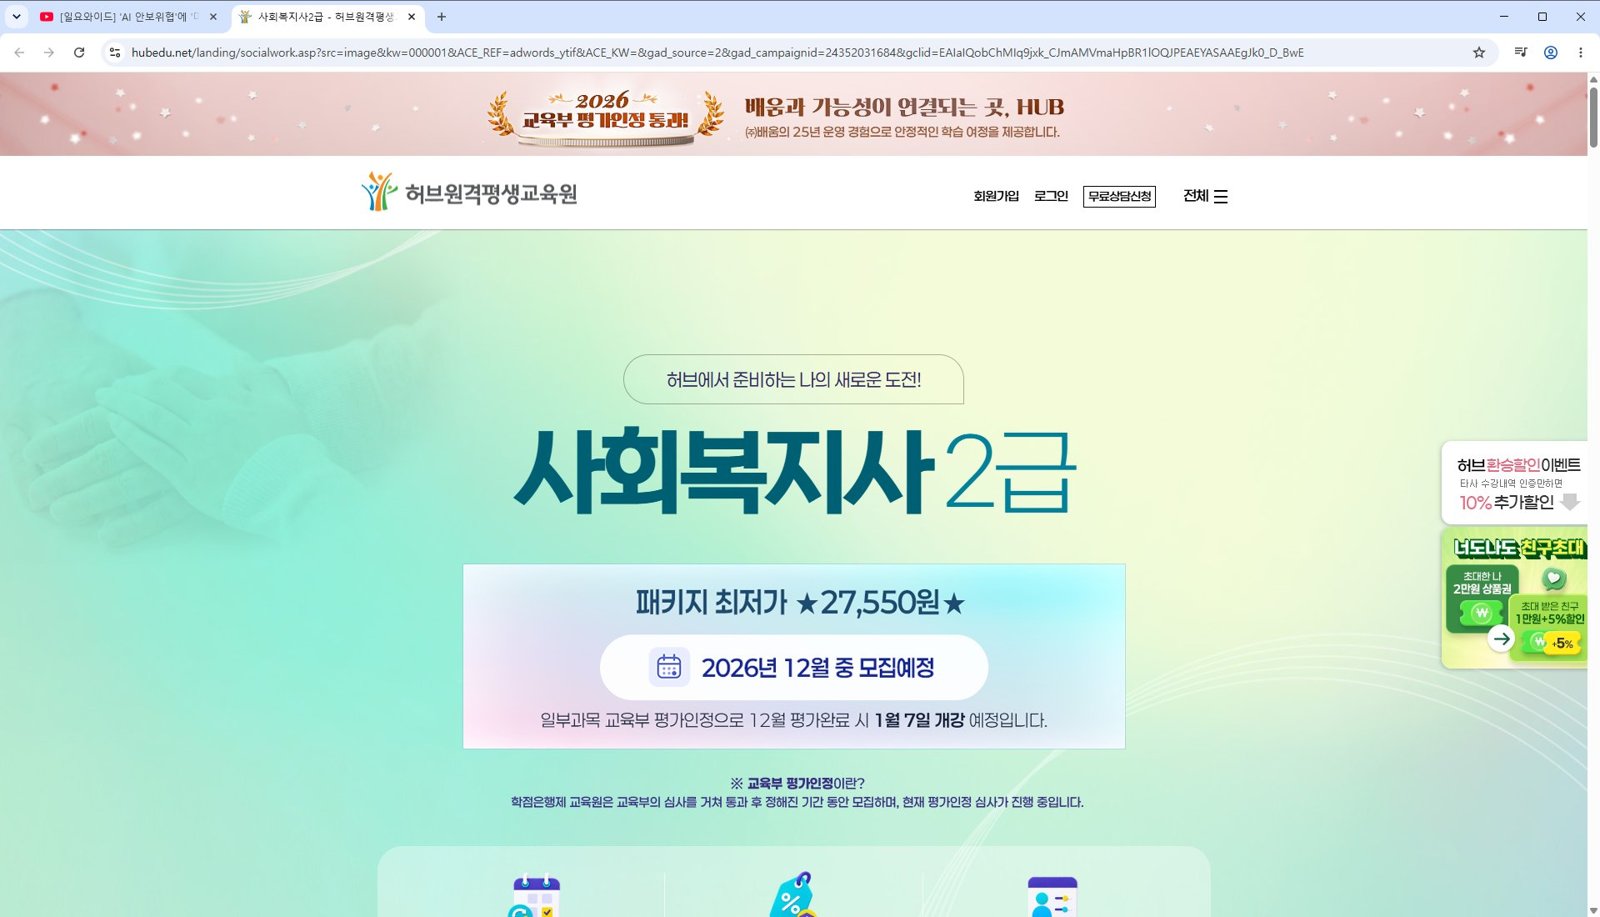 [일요와이드] 'AI 안보위협'에
사회복지사2급 - 허브원격평생
hubedu.net/landing/socialwork.asp?src=image&kw=000001&ACE_REF=adwords_ytif&ACE_KW=&gad_source=2&gad_campaignid=24352031684&gclid=EAIaIQobChMIq9jxk_CJmAMVmaHpBR1lOQJPEAEYASAAEgJk0_D_BwE
2026
교육부 평가인정 통과!
배움과 가능성이 연결되는 곳, HUB
㈜배움의 25년 운영 경험으로 안정적인 학습 여정을 제공합니다.
허브원격평생교육원
회원가입 로그인 무료상담신청 전체
허브에서 준비하는 나의 새로운 도전!
사회복지사 2급
패키지 최저가 ★27,550원★
2026년 12월 중 모집예정
일부과목 교육부 평가인정으로 12월 평가완료 시 1월 7일 개강 예정입니다.
※ 교육부 평가인정이란?
학점은행제 교육원은 교육부의 심사를 거쳐 통과 후 정해진 기간 동안 모집하며, 현재 평가인정 심사가 진행 중입니다.
허브환승할인이벤트
타사 수강내역 인증만하면
10% 추가할인
너도나도 친구초대
초대한 나
2만원 상품권
₩
초대 받은 친구
1만원+5%할인
₩ +5%
%